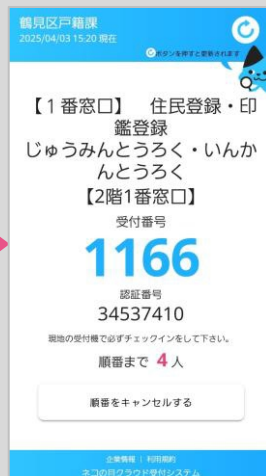 鶴見区戸籍課
2025/04/03 15:20 現在
ボタンを押すと更新されます
【1番窓口】 住民登録・印
鑑登録
じゅうみんとうろく・いんか
んとうろく
【2階1番窓口】
受付番号
1166
認証番号
34537410
現地の受付機で必ずチェックインをして下さい。
順番まで 4 人
順番をキャンセルする
企業情報 | 利用規約
ネコの目クラウド受付システム